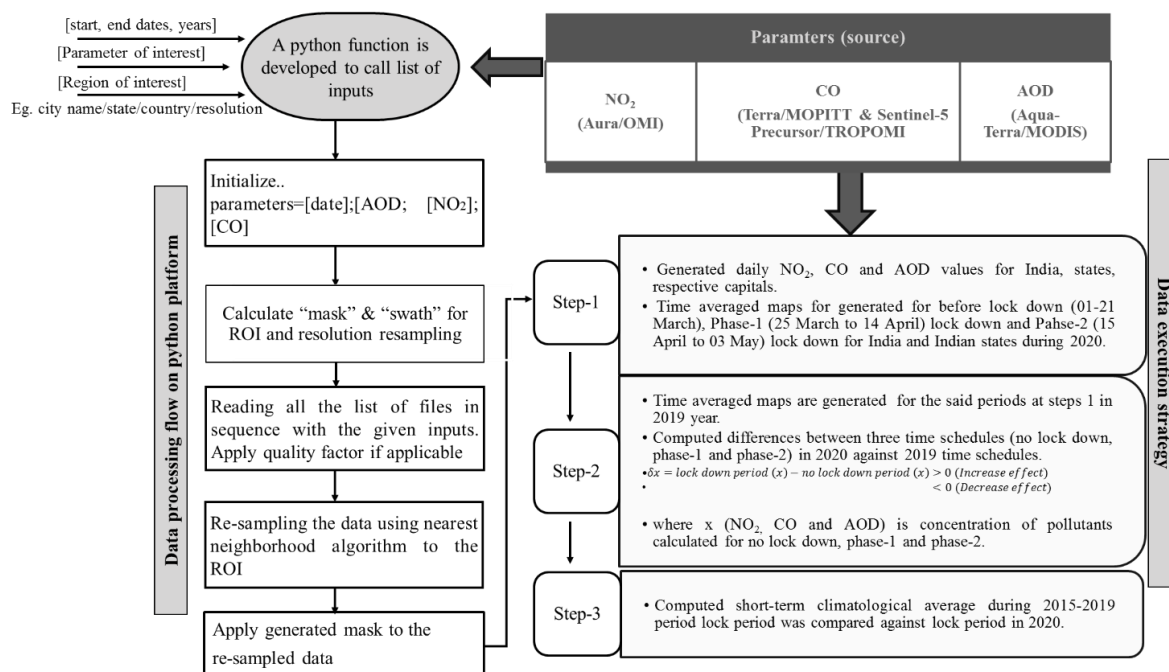 [start, end dates, years]
[Parameter of interest]
[Region of interest]
Eg. city name/state/country/resolution
A python function is
developed to call list of
inputs
Paramters (source)
NO₂
(Aura/OMI)
CO
(Terra/MOPITT & Sentinel-5
Precursor/TROPOMI
AOD
(Aqua-
Terra/MODIS)
Data processing flow on python platform
Initialize..
parameters=[date];[AOD; [NO₂];
[CO]
Calculate “mask” & “swath” for
ROI and resolution resampling
Reading all the list of files in
sequence with the given inputs.
Apply quality factor if applicable
Re-sampling the data using nearest
neighborhood algorithm to the
ROI
Apply generated mask to the
re-sampled data
Step-1
• Generated daily NO₂, CO and AOD values for India, states,
respective capitals.
• Time averaged maps for generated for before lock down (01-21
March), Phase-1 (25 March to 14 April) lock down and Pahse-2 (15
April to 03 May) lock down for India and Indian states during 2020.
Step-2
• Time averaged maps are generated for the said periods at steps 1 in
2019 year.
• Computed differences between three time schedules (no lock down,
phase-1 and phase-2) in 2020 against 2019 time schedules.
•δx = lock down period (x) − no lock down period (x) > 0 (Increase effect)
• < 0 (Decrease effect)
• where x (NO₂, CO and AOD) is concentration of pollutants
calculated for no lock down, phase-1 and phase-2.
Step-3
• Computed short-term climatological average during 2015-2019
period lock period was compared against lock period in 2020.
Data execution strategy